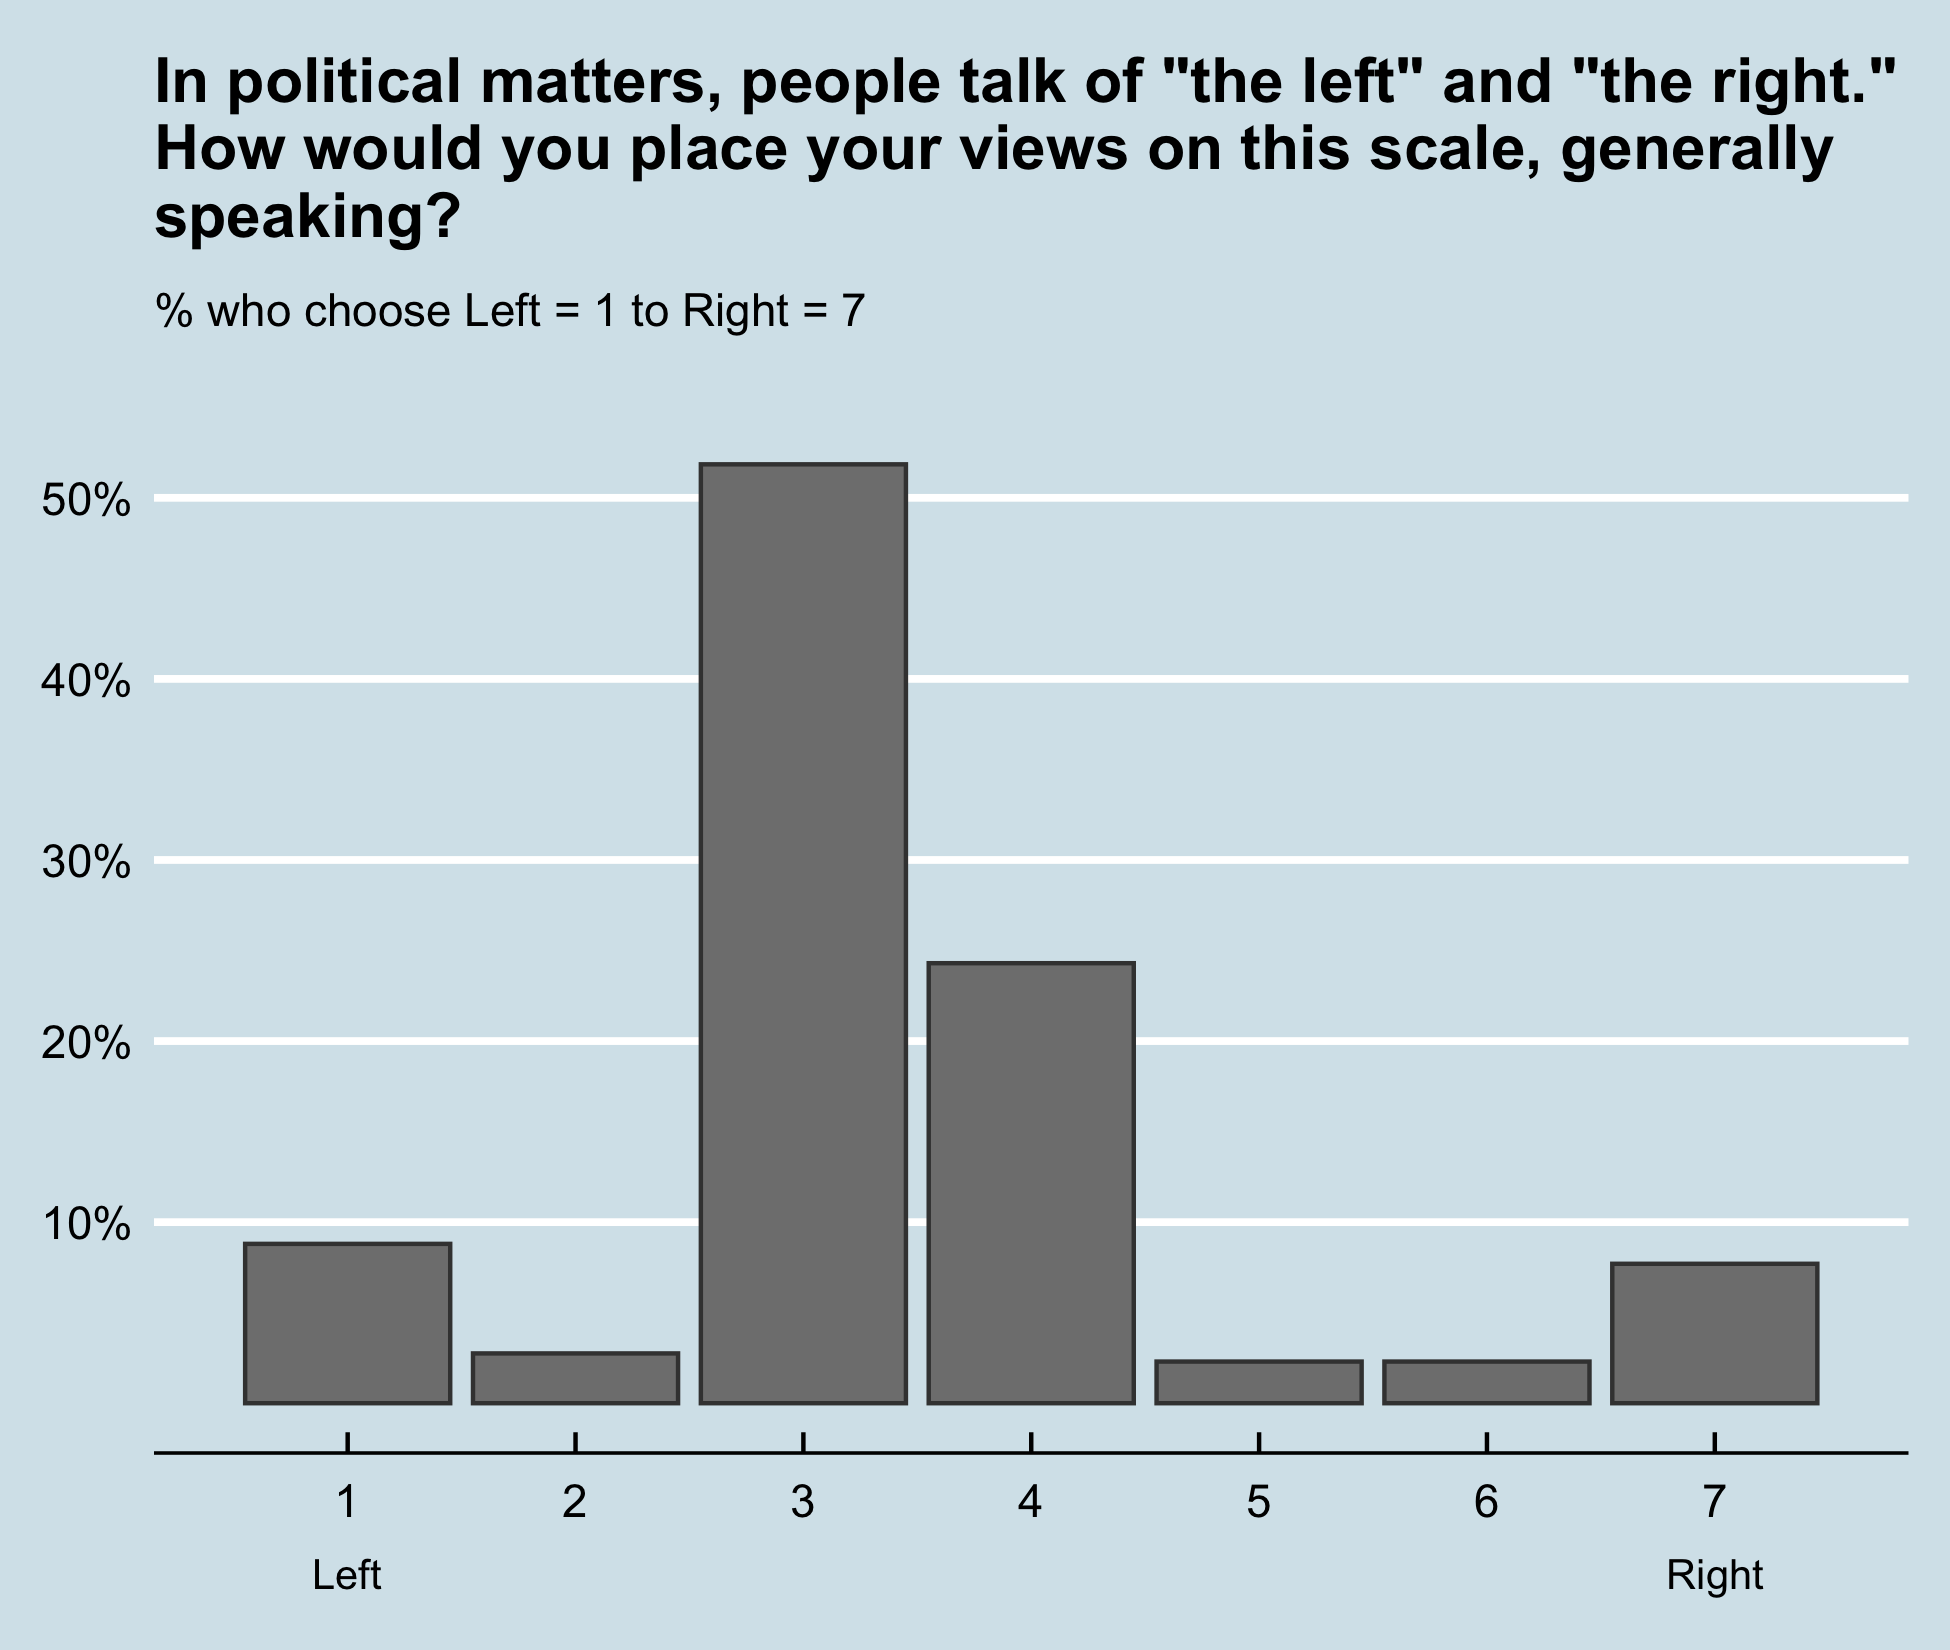 In political matters, people talk of "the left" and "the right."
How would you place your views on this scale, generally
speaking?
% who choose Left = 1 to Right = 7
50%
40%
30%
20%
10%
1 2 3 4 5 6 7
Left Right